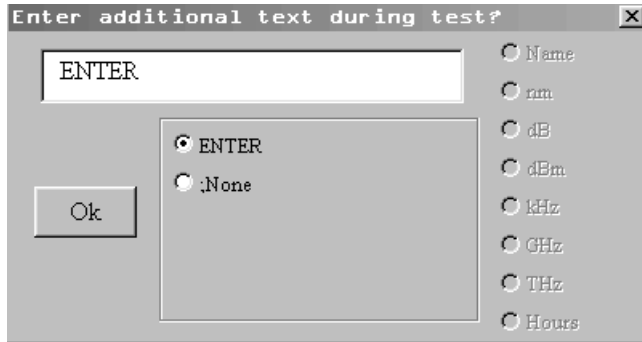 Enter additional text during test?
ENTER
ENTER
;None
Ok
Name
nm
dB
dBm
kHz
GHz
THz
Hours